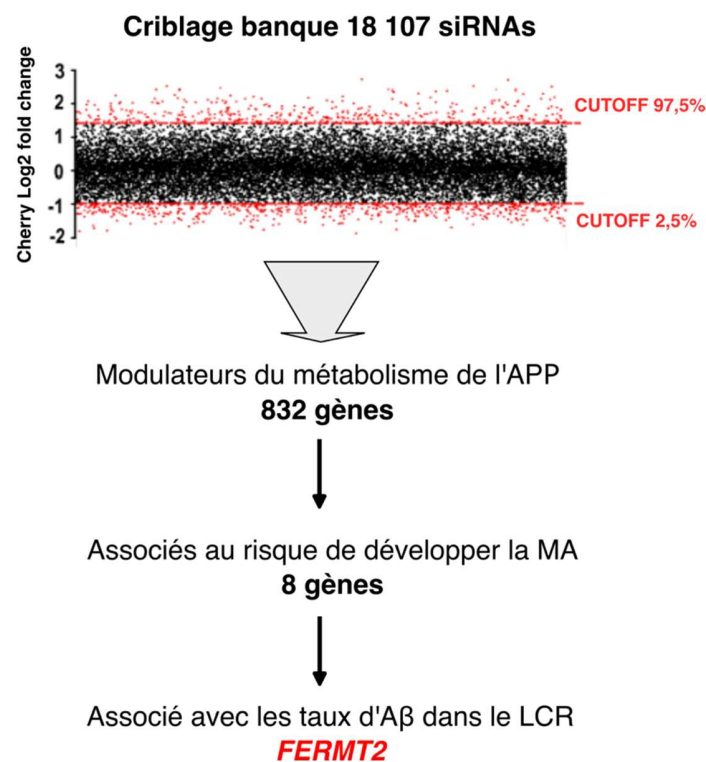 Criblage banque 18 107 siRNAs
Cherry Log2 fold change
3
2
1
0
-1
-2
CUTOFF 97,5%
CUTOFF 2,5%
Modulateurs du métabolisme de l'APP
832 gènes
Associés au risque de développer la MA
8 gènes
Associé avec les taux d'Aβ dans le LCR
FERMT2